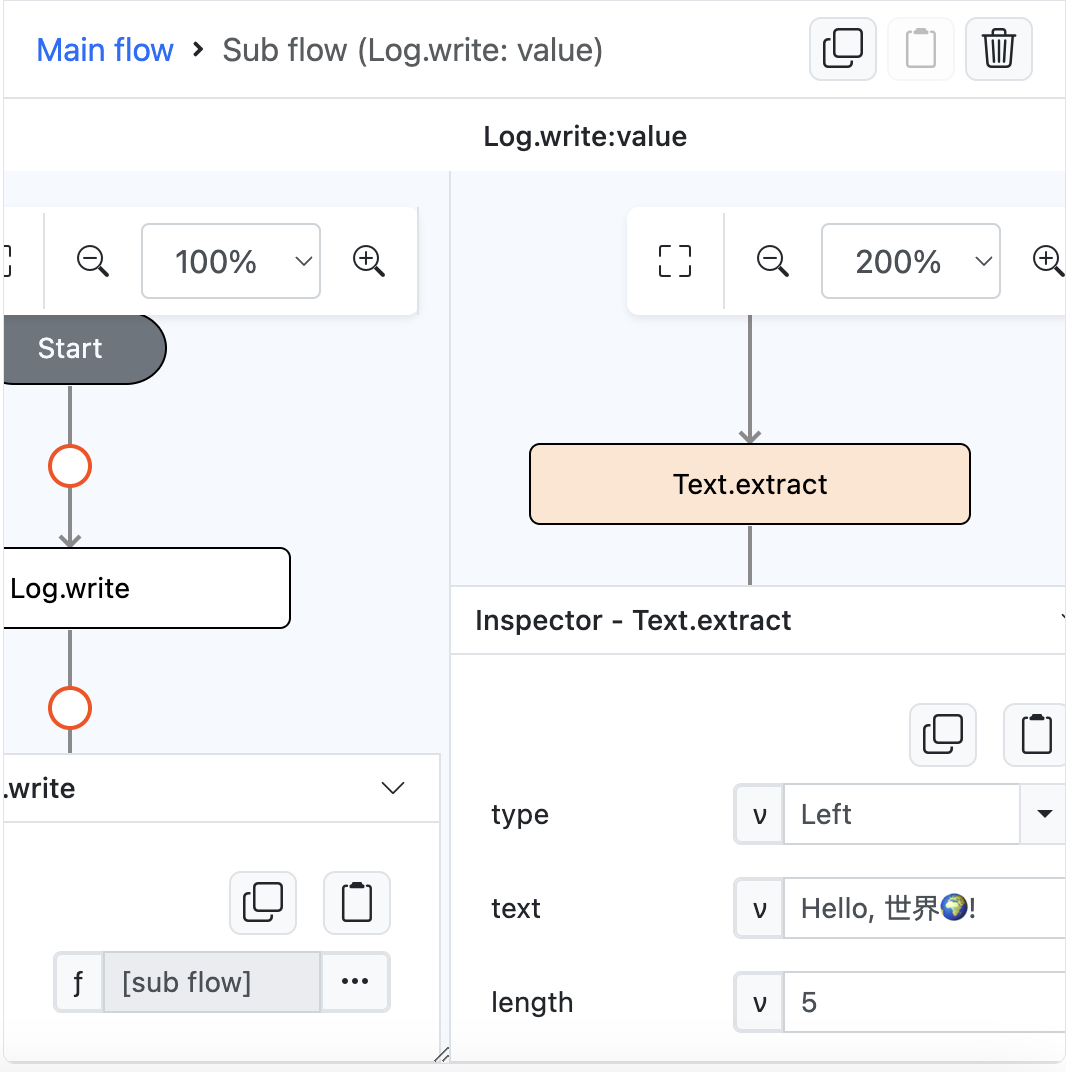 Main flow › Sub flow (Log.write: value)
Log.write:value
100%
200%
Start
Log.write
Text.extract
Inspector - Text.extract
type
ν Left
text
ν Hello, 世界🌍!
length
ν 5
.write
ƒ [sub flow] ···